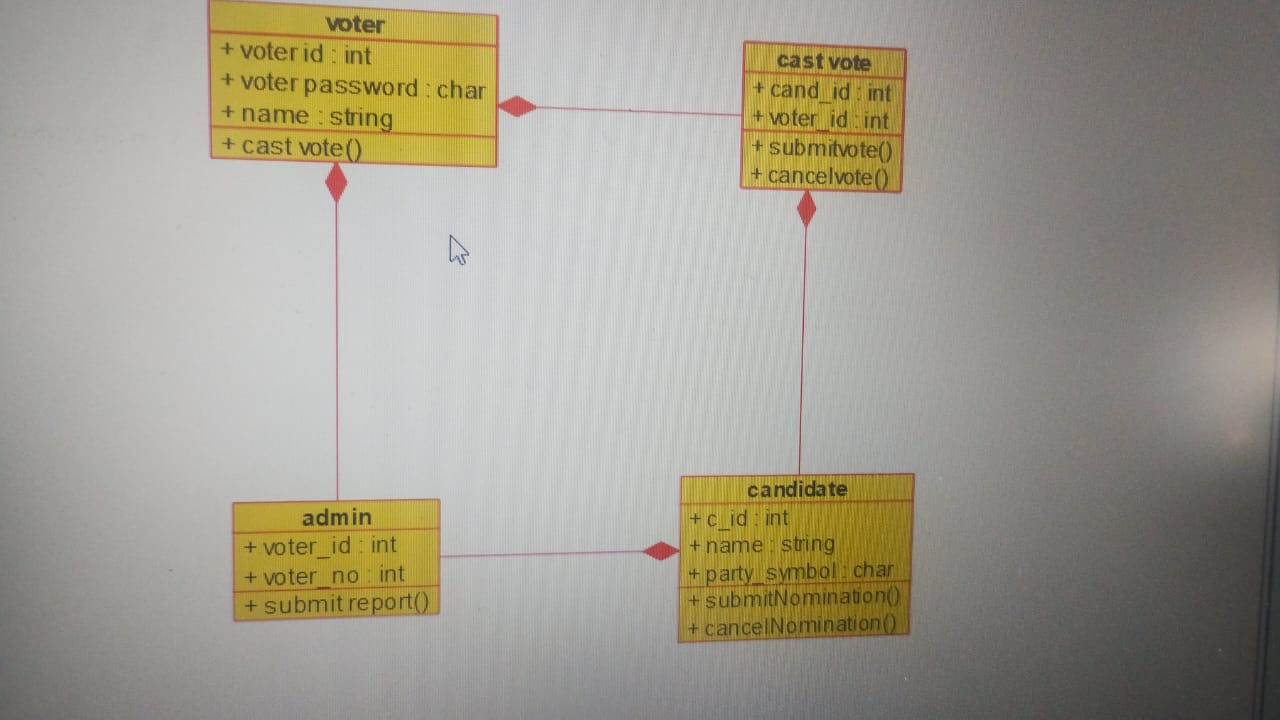 voter
+ voter id : int
+ voter password : char
+ name : string
+ cast vote()
cast vote
+ cand_id : int
+ voter_id : int
+ submitvote()
+ cancelvote()
admin
+ voter_id : int
+ voter_no : int
+ submit report()
candidate
+ c_id : int
+ name : string
+ party_symbol : char
+ submitNomination()
+ cancelNomination()